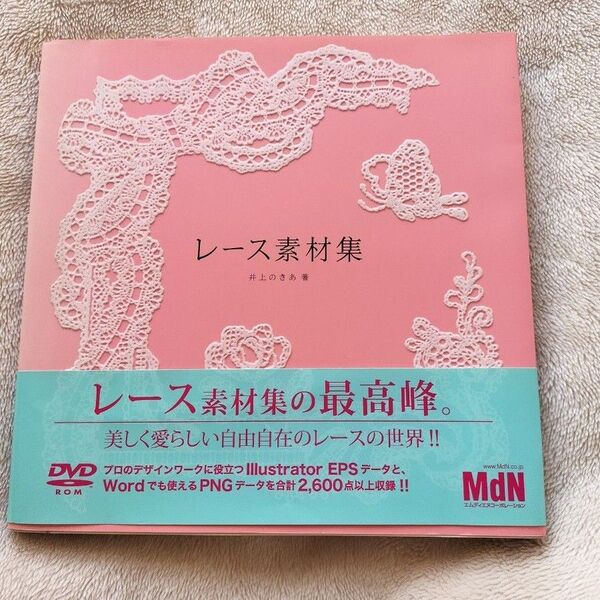 レース素材集
井上のきあ 著
レース素材集の最高峰。
美しく愛らしい自由自在のレースの世界!!
DVD
ROM
プロのデザインワークに役立つIllustrator EPSデータと、
Wordでも使えるPNGデータを合計2,600点以上収録!!
www.MdN.co.jp
MdN
エムディエヌコーポレーション